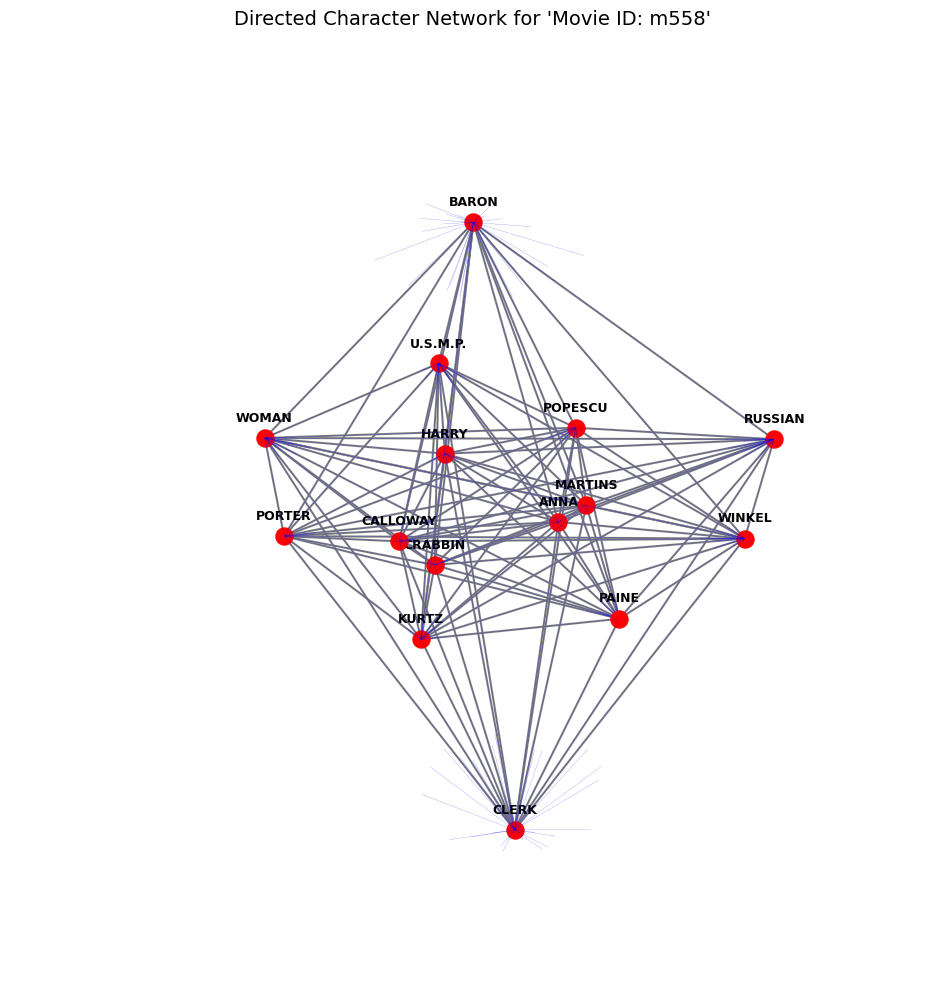 Directed Character Network for 'Movie ID: m558'
BARON
U.S.M.P.
POPESCU
WOMAN
RUSSIAN
HARRY
MARTINS
ANNA
PORTER
CALLOWAY
WINKEL
CRABBIN
PAINE
KURTZ
CLERK